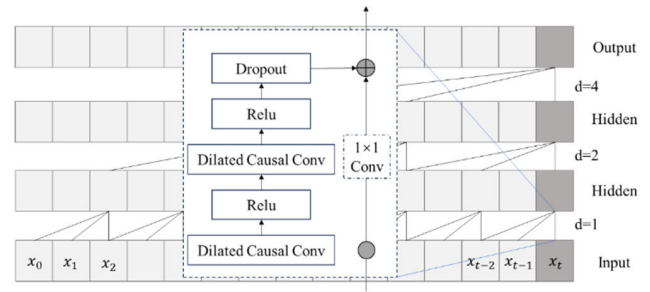 Output
Dropout
d=4
Relu
Hidden
1×1
Conv
Dilated Causal Conv
d=2
Hidden
Relu
d=1
Dilated Causal Conv
x₀ x₁ x₂ xₜ₋₂ xₜ₋₁ xₜ Input